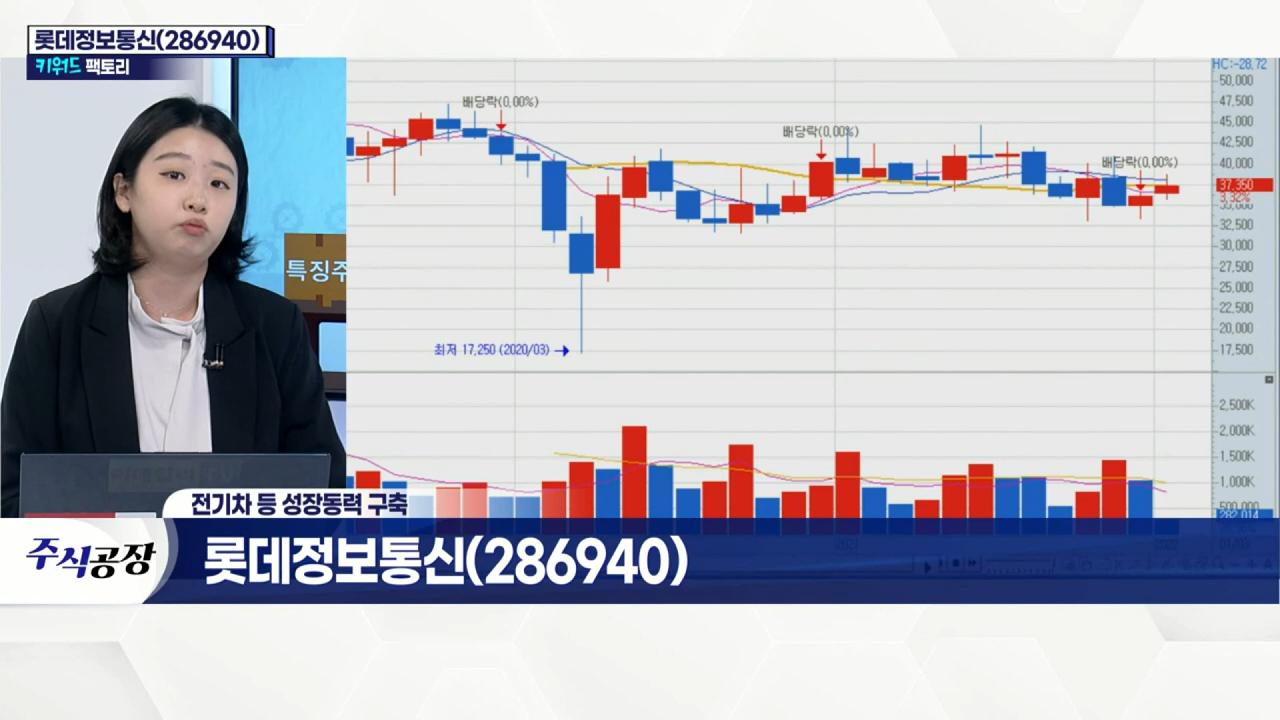 롯데정보통신(286940)
키워드 팩토리
특징주
배당락(0,00%)
배당락(0,00%)
배당락(0,00%)
최저 17,250 (2020/03)
HC:-28,72
50,000
47,500
45,000
42,500
40,000
37,350
3,32%
35,000
32,500
30,000
27,500
25,000
22,500
20,000
17,500
2,500K
2,000K
1,500K
1,000K
500,000
282,014
전기차 등 성장동력 구축
주식공장
롯데정보통신(286940)